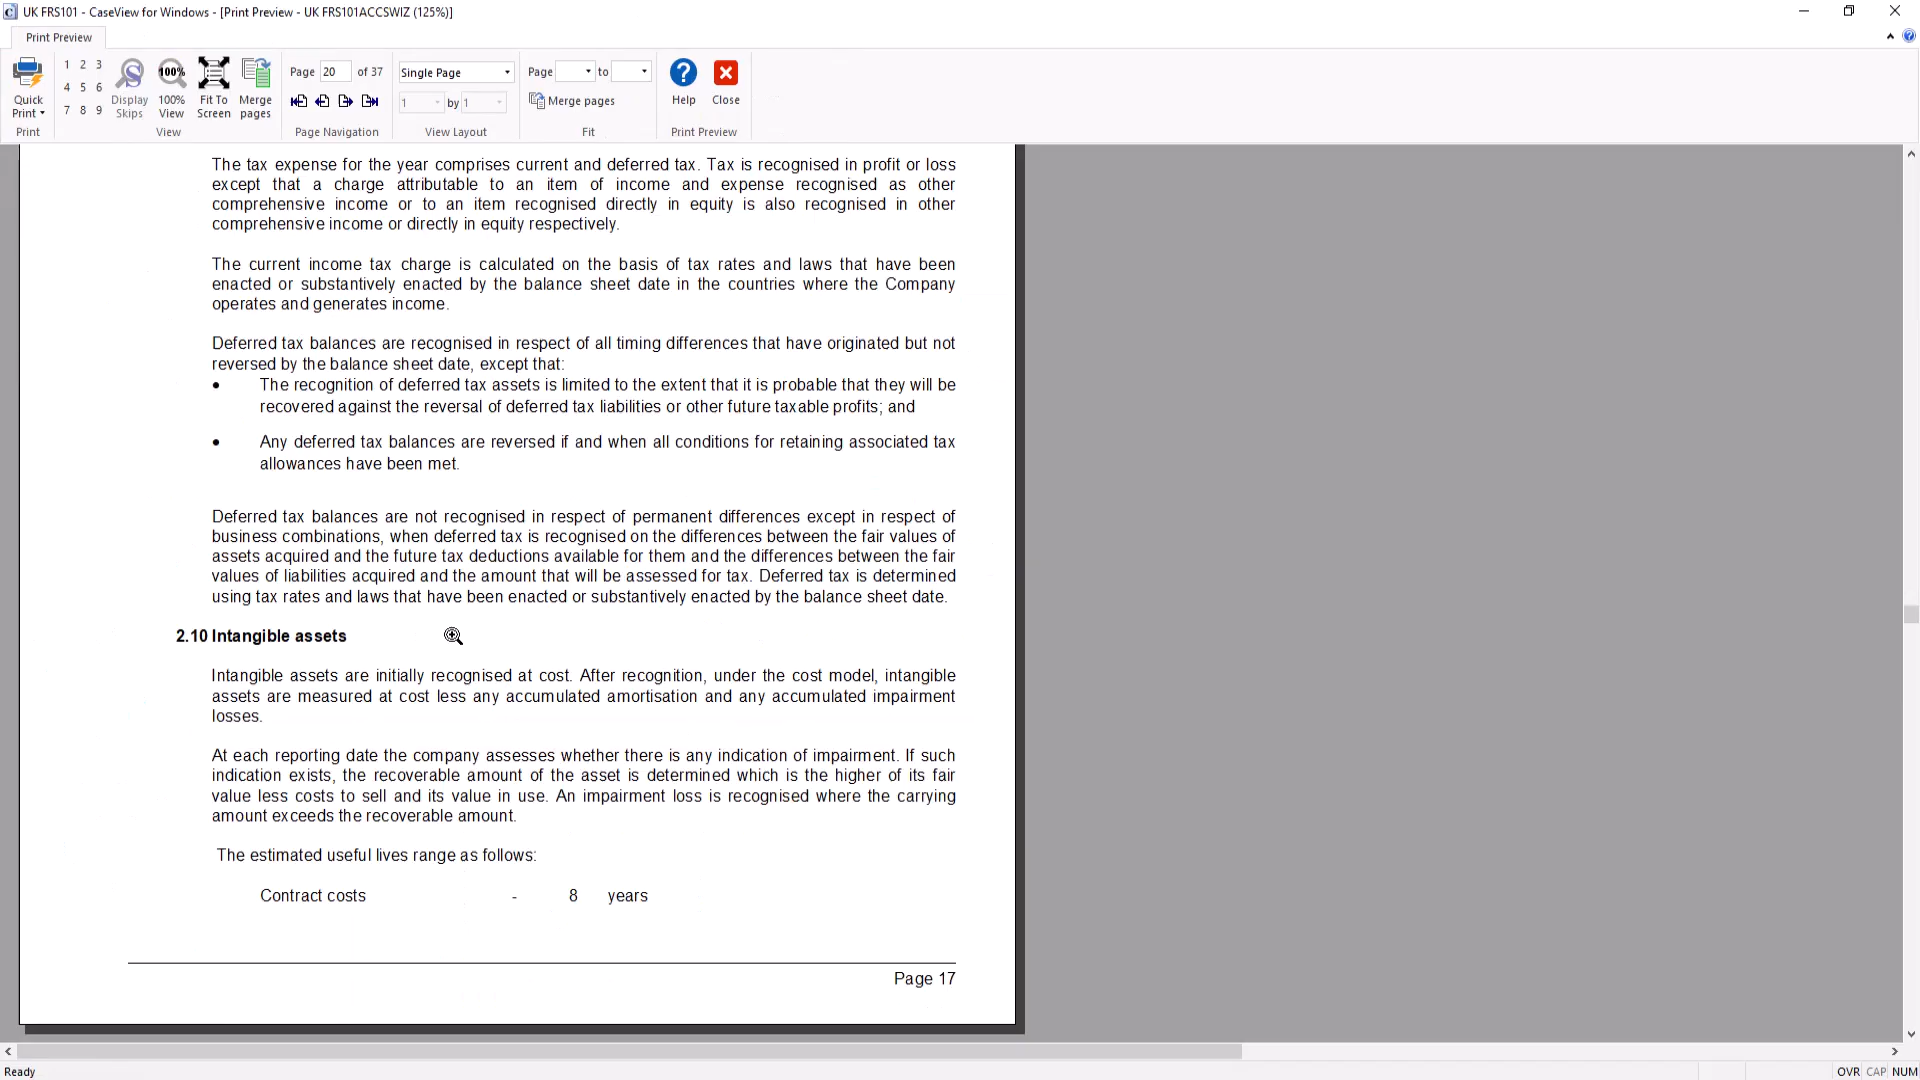 UK FRS101 - CaseView for Windows - [Print Preview - UK FRS101ACCSWIZ (125%)]
Print Preview
Quick Print
1 2 3
4 5 6
7 8 9
Display Skips
100%
100% View
Fit To Screen
Merge pages
Page 20 of 37
Single Page
1 by 1
Page to
Merge pages
Help
Close
Print
View
Page Navigation
View Layout
Fit
Print Preview
The tax expense for the year comprises current and deferred tax. Tax is recognised in profit or loss
except that a charge attributable to an item of income and expense recognised as other
comprehensive income or to an item recognised directly in equity is also recognised in other
comprehensive income or directly in equity respectively.
The current income tax charge is calculated on the basis of tax rates and laws that have been
enacted or substantively enacted by the balance sheet date in the countries where the Company
operates and generates income.
Deferred tax balances are recognised in respect of all timing differences that have originated but not
reversed by the balance sheet date, except that:
• The recognition of deferred tax assets is limited to the extent that it is probable that they will be
recovered against the reversal of deferred tax liabilities or other future taxable profits; and
• Any deferred tax balances are reversed if and when all conditions for retaining associated tax
allowances have been met.
Deferred tax balances are not recognised in respect of permanent differences except in respect of
business combinations, when deferred tax is recognised on the differences between the fair values of
assets acquired and the future tax deductions available for them and the differences between the fair
values of liabilities acquired and the amount that will be assessed for tax. Deferred tax is determined
using tax rates and laws that have been enacted or substantively enacted by the balance sheet date.
2.10 Intangible assets
Intangible assets are initially recognised at cost. After recognition, under the cost model, intangible
assets are measured at cost less any accumulated amortisation and any accumulated impairment
losses.
At each reporting date the company assesses whether there is any indication of impairment. If such
indication exists, the recoverable amount of the asset is determined which is the higher of its fair
value less costs to sell and its value in use. An impairment loss is recognised where the carrying
amount exceeds the recoverable amount.
The estimated useful lives range as follows:
Contract costs - 8 years
Page 17
Ready
OVR CAP NUM